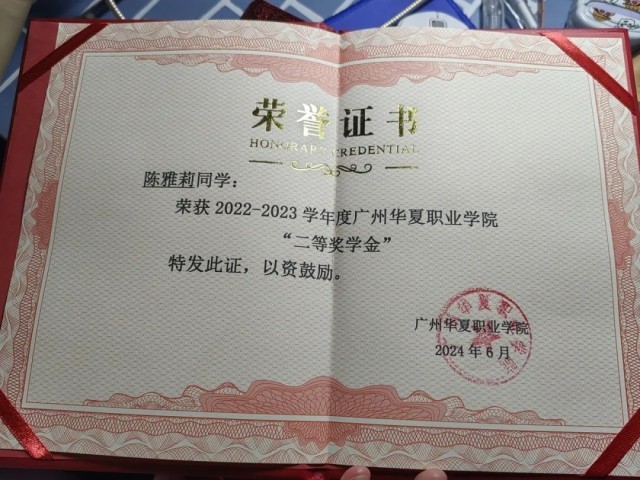 荣誉证书
HONORARY CREDENTIAL
陈雅莉同学：
荣获 2022-2023 学年度广州华夏职业学院
“二等奖学金”
特发此证，以资鼓励。
广州华夏职业学院
2024 年 6 月